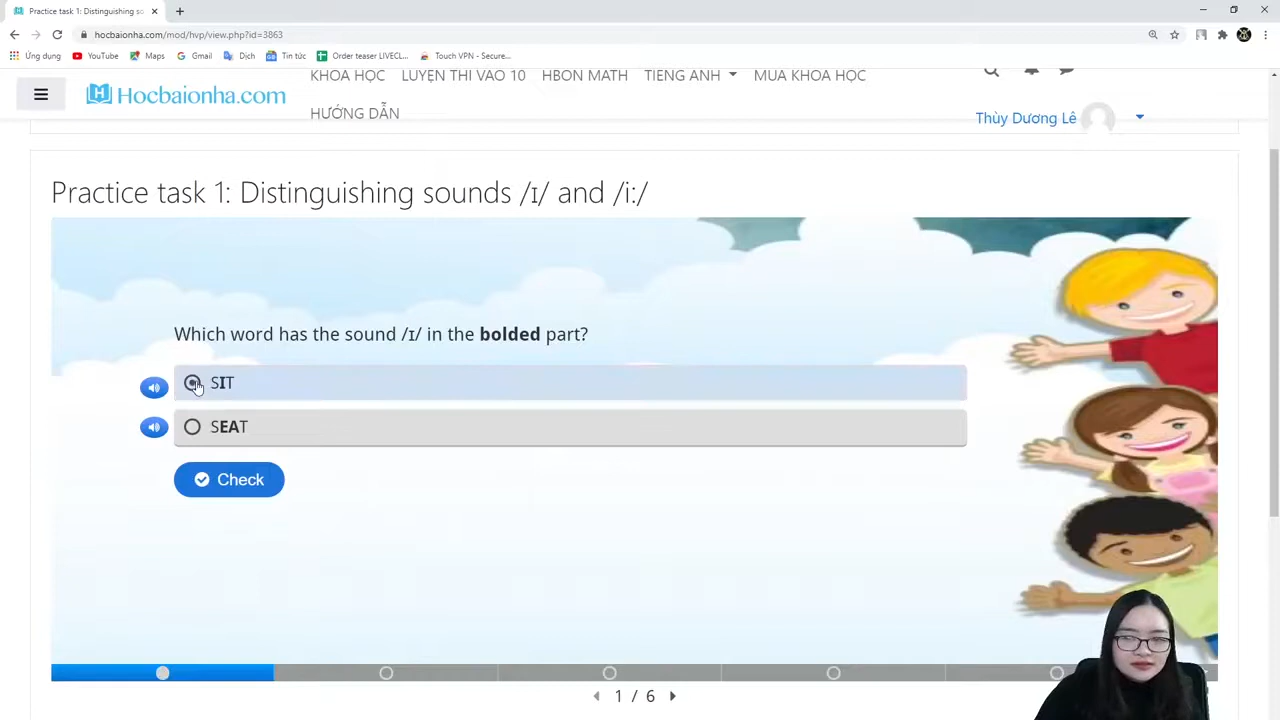 Practice task 1: Distinguishing so
hocbaionha.com/mod/hvp/view.php?id=3863
Ứng dụng YouTube Maps Gmail Dịch Tin tức Order teaser LIVECL... Touch VPN - Secure...
Hocbaionha.com
KHÓA HỌC LUYỆN THI VÀO 10 HBON MATH TIẾNG ANH MUA KHÓA HỌC
HƯỚNG DẪN
Thùy Dương Lê
Practice task 1: Distinguishing sounds /ɪ/ and /i:/
Which word has the sound /ɪ/ in the bolded part?
SIT
SEAT
Check
1 / 6